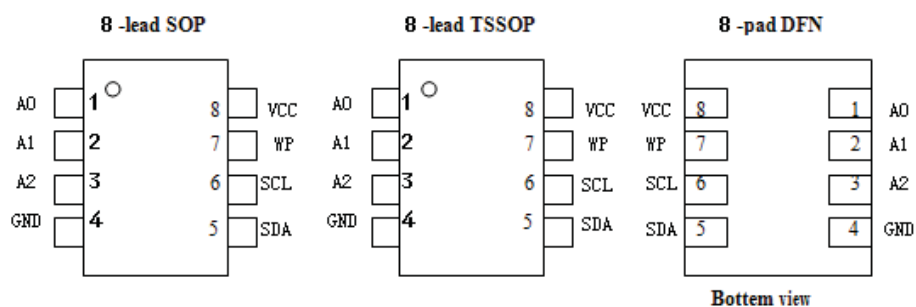 8 -lead SOP 8 -lead TSSOP 8 -pad DFN
A0 1 8 VCC A0 1 8 VCC VCC 8 1 A0
A1 2 7 WP A1 2 7 WP WP 7 2 A1
A2 3 6 SCL A2 3 6 SCL SCL 6 3 A2
GND 4 5 SDA GND 4 5 SDA SDA 5 4 GND
Bottem view